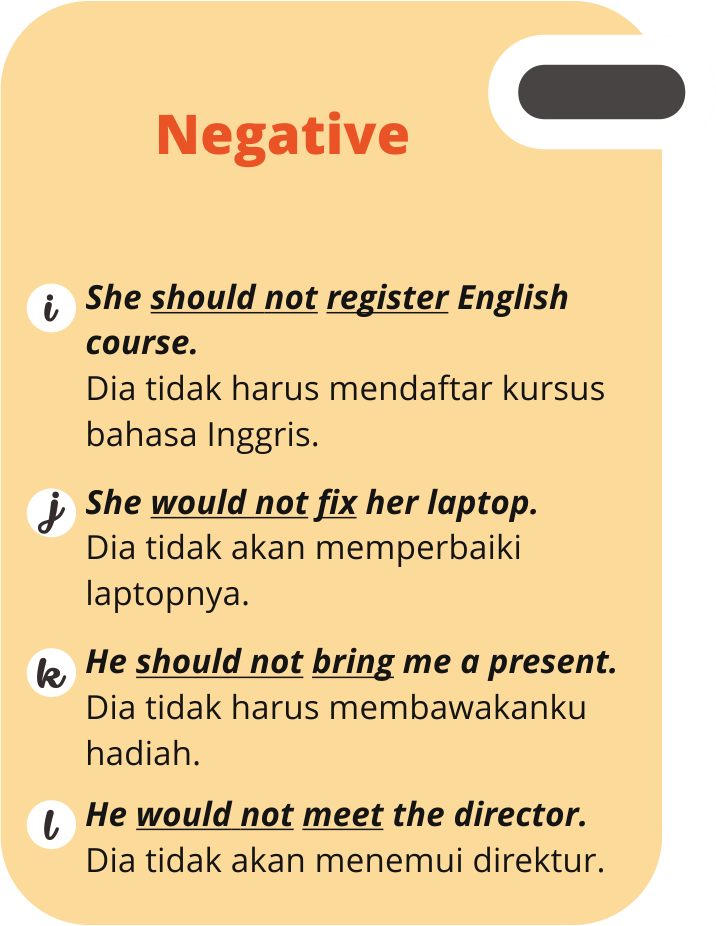 Negative
i
She should not register English
course.
Dia tidak harus mendaftar kursus
bahasa Inggris.
j
She would not fix her laptop.
Dia tidak akan memperbaiki
laptopnya.
k
He should not bring me a present.
Dia tidak harus membawakanku
hadiah.
l
He would not meet the director.
Dia tidak akan menemui direktur.